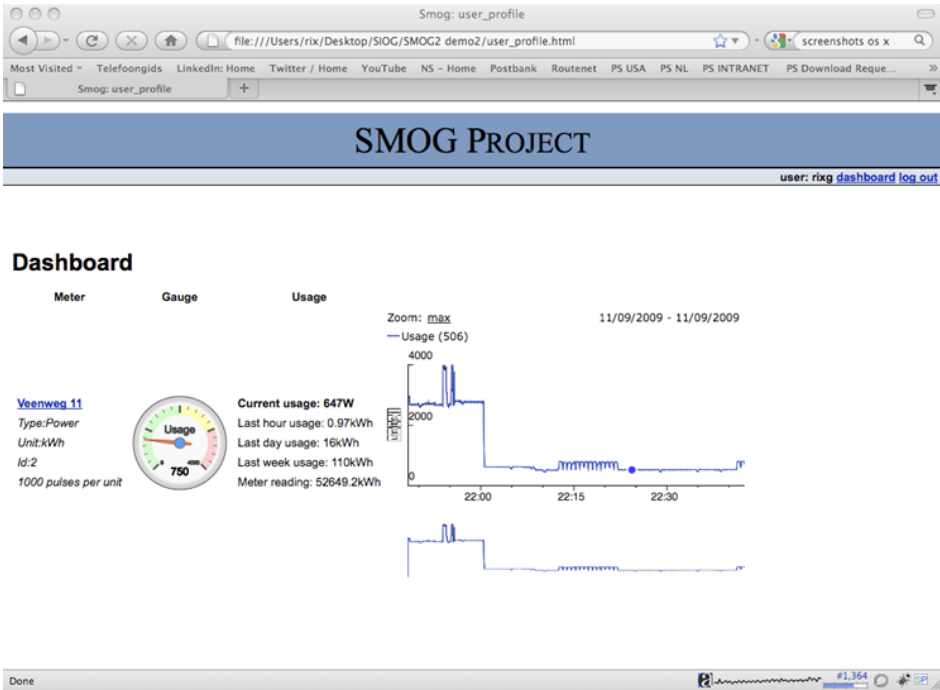 Smog: user_profile
file:///Users/rix/Desktop/SIOG/SMOG2 demo2/user_profile.html
screenshots os x
Most Visited Telefoongids LinkedIn: Home Twitter / Home YouTube NS - Home Postbank Routenet PS USA PS NL PS INTRANET PS Download Reque... »
Smog: user_profile +
SMOG PROJECT
user: rixg dashboard log out
Dashboard
Meter Gauge Usage
Zoom: max 11/09/2009 - 11/09/2009
Usage (506)
4000
2000
0
22:00 22:15 22:30
Veenweg 11
Type:Power
Unit:kWh
Id:2
1000 pulses per unit
Usage
0 4000
750
Current usage: 647W
Last hour usage: 0.97kWh
Last day usage: 16kWh
Last week usage: 110kWh
Meter reading: 52649.2kWh
Done #1,364 SP